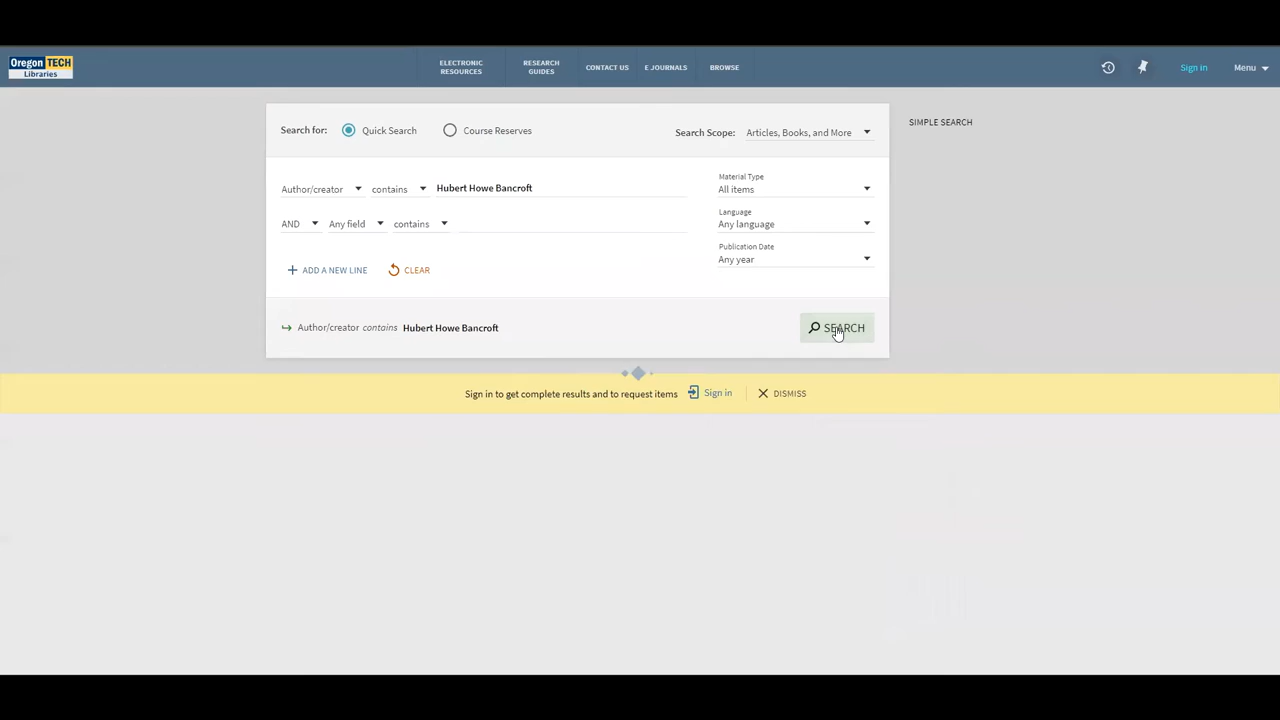 Oregon TECH
Libraries
ELECTRONIC RESOURCES
RESEARCH GUIDES
CONTACT US
E JOURNALS
BROWSE
Sign in
Menu
Search for:
Quick Search
Course Reserves
Search Scope:
Articles, Books, and More
SIMPLE SEARCH
Author/creator
contains
Hubert Howe Bancroft
AND
Any field
contains
Material Type
All items
Language
Any language
Publication Date
Any year
ADD A NEW LINE
CLEAR
Author/creator contains Hubert Howe Bancroft
SEARCH
Sign in to get complete results and to request items
Sign in
DISMISS